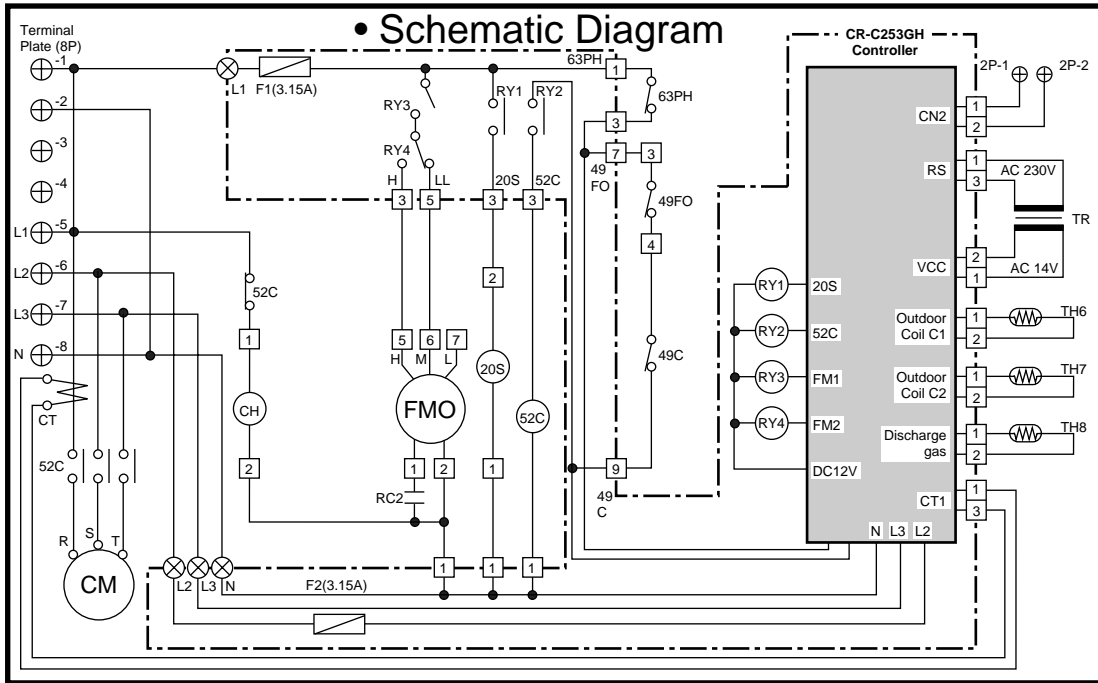 • Schematic Diagram
Terminal
Plate (8P)
-1
-2
-3
-4
L1
-5
L2
-6
L3
-7
N
-8
CT
52C
R
S
T
CM
L1
F1(3.15A)
52C
1
CH
2
RY3
RY4
H
LL
3
5
RY1
RY2
20S
52C
3
3
2
5
6
7
H
M
L
FMO
20S
52C
1
2
RC2
1
1
1
1
L2
L3
N
F2(3.15A)
63PH
1
63PH
3
7
3
49
FO
49FO
4
49C
9
49
C
CR-C253GH
Controller
2P-1
2P-2
CN2
1
2
RS
1
3
AC 230V
TR
VCC
2
1
AC 14V
RY1
20S
RY2
52C
RY3
FM1
RY4
FM2
DC12V
Outdoor
Coil C1
1
2
TH6
Outdoor
Coil C2
1
2
TH7
Discharge
gas
1
2
TH8
CT1
1
3
N
L3
L2